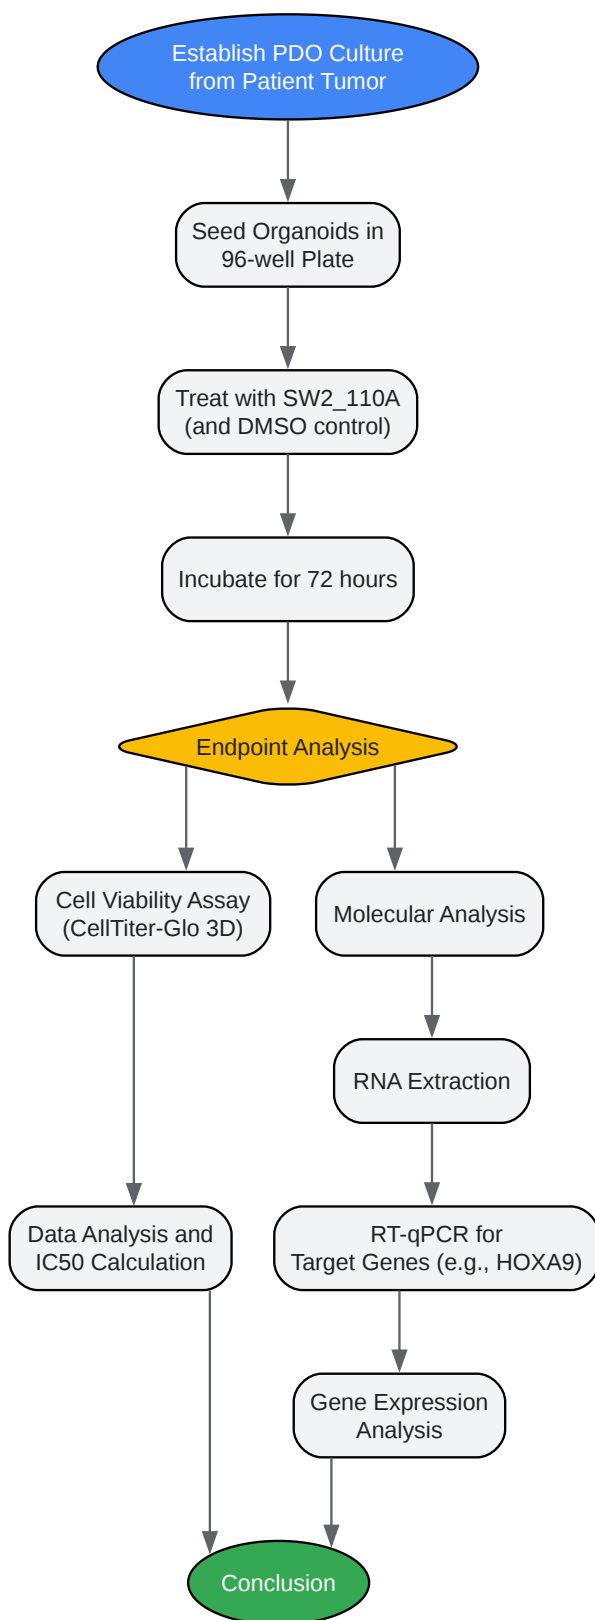 Establish PDO Culture
from Patient Tumor
Seed Organoids in
96-well Plate
Treat with SW2_110A
(and DMSO control)
Incubate for 72 hours
Endpoint Analysis
Cell Viability Assay
(CellTiter-Glo 3D)
Molecular Analysis
RNA Extraction
Data Analysis and
IC50 Calculation
RT-qPCR for
Target Genes (e.g., HOXA9)
Gene Expression
Analysis
Conclusion